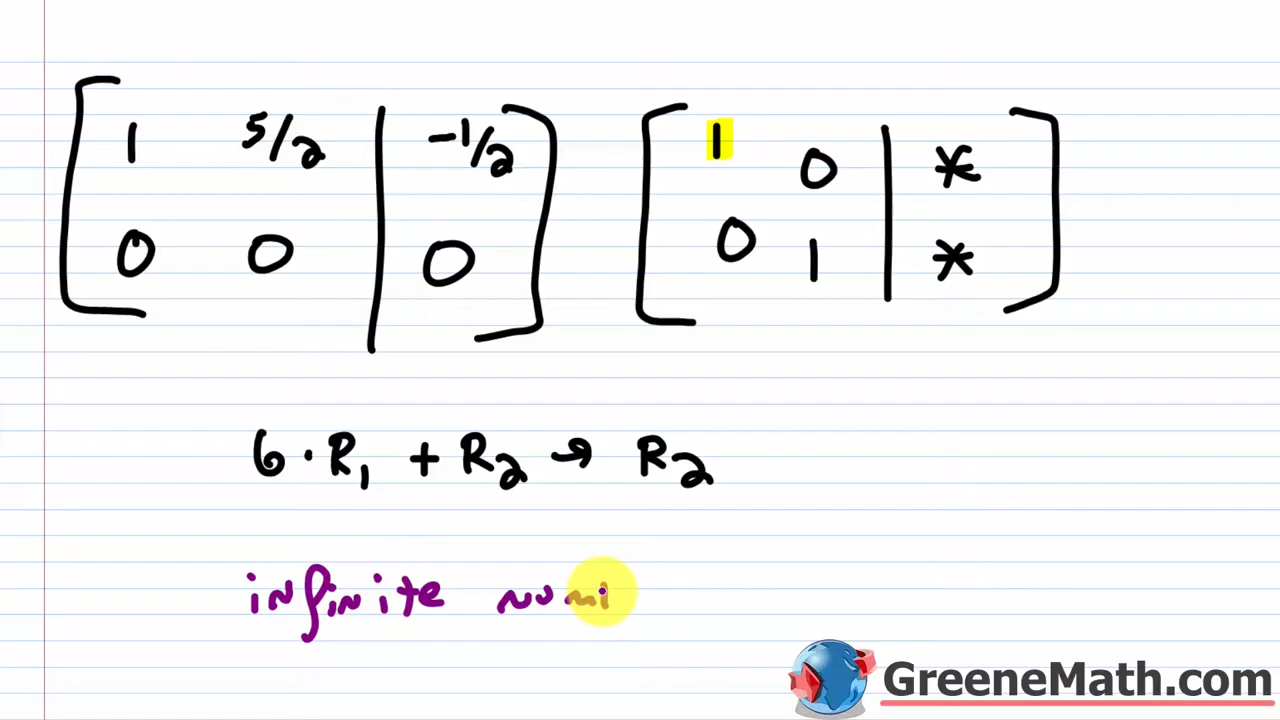 1 5/2 | -1/2 1 0 | *
0 0 | 0 0 1 | *
6 · R₁ + R₂ → R₂
infinite num
GreeneMath.com